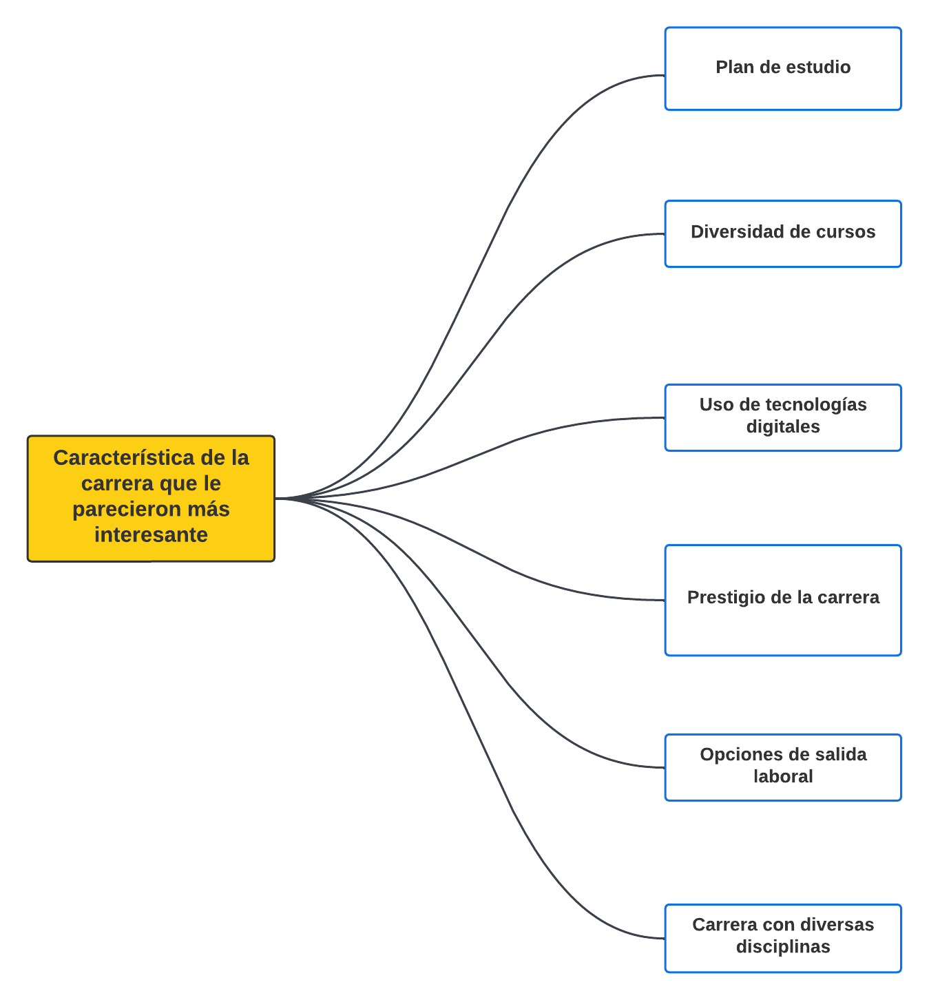 Plan de estudio
Diversidad de cursos
Uso de tecnologías
digitales
Característica de la
carrera que le
parecieron más
interesante
Prestigio de la carrera
Opciones de salida
laboral
Carrera con diversas
disciplinas